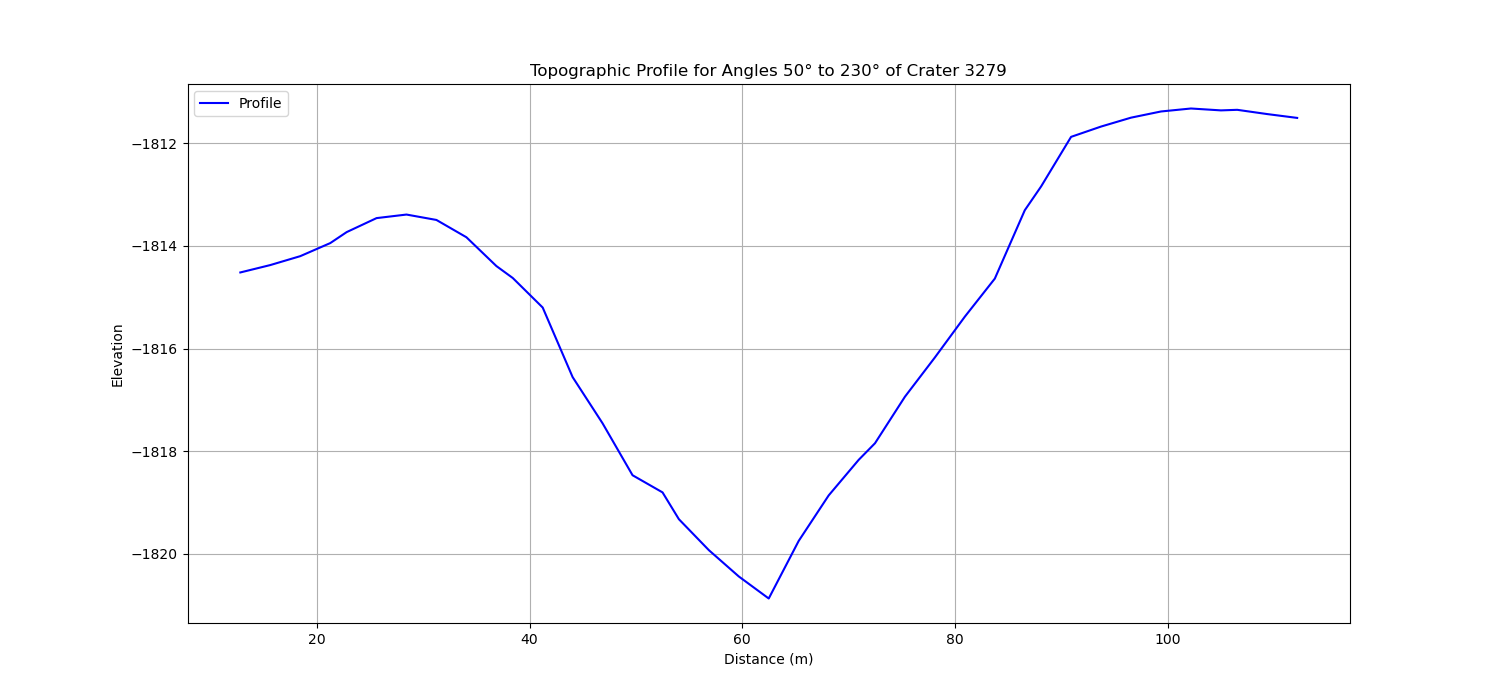 Topographic Profile for Angles 50° to 230° of Crater 3279
Profile
−1812
−1814
−1816
−1818
−1820
Elevation
20 40 60 80 100
Distance (m)